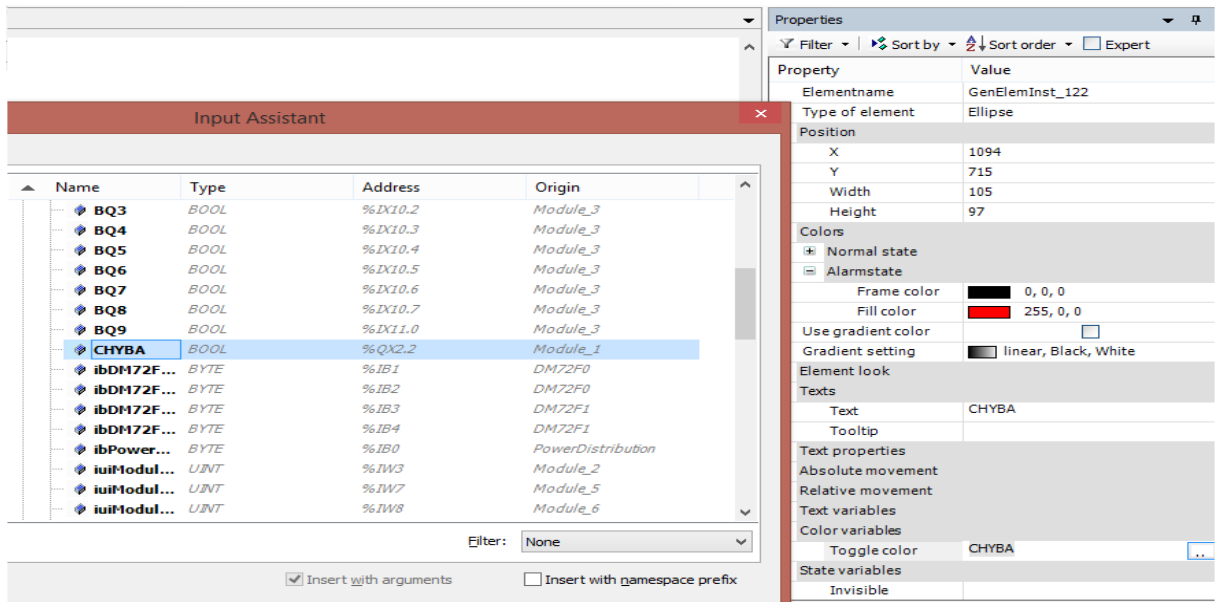 Properties
Filter Sort by Sort order Expert
Property Value
Elementname GenElemInst_122
Type of element Ellipse
Position
X 1094
Y 715
Width 105
Height 97
Colors
Normal state
Alarmstate
Frame color 0, 0, 0
Fill color 255, 0, 0
Use gradient color
Gradient setting linear, Black, White
Element look
Texts
Text CHYBA
Tooltip
Text properties
Absolute movement
Relative movement
Text variables
Color variables
Toggle color CHYBA ..
State variables
Invisible
Input Assistant
Name Type Address Origin
BQ3 BOOL %IX10.2 Module_3
BQ4 BOOL %IX10.3 Module_3
BQ5 BOOL %IX10.4 Module_3
BQ6 BOOL %IX10.5 Module_3
BQ7 BOOL %IX10.6 Module_3
BQ8 BOOL %IX10.7 Module_3
BQ9 BOOL %IX11.0 Module_3
CHYBA BOOL %QX2.2 Module_1
ibDM72F... BYTE %IB1 DM72F0
ibDM72F... BYTE %IB2 DM72F0
ibDM72F... BYTE %IB3 DM72F1
ibDM72F... BYTE %IB4 DM72F1
ibPower... BYTE %IB0 PowerDistribution
iuiModul... UINT %IW3 Module_2
iuiModul... UINT %IW7 Module_5
iuiModul... UINT %IW8 Module_6
Filter: None
Insert with arguments Insert with namespace prefix